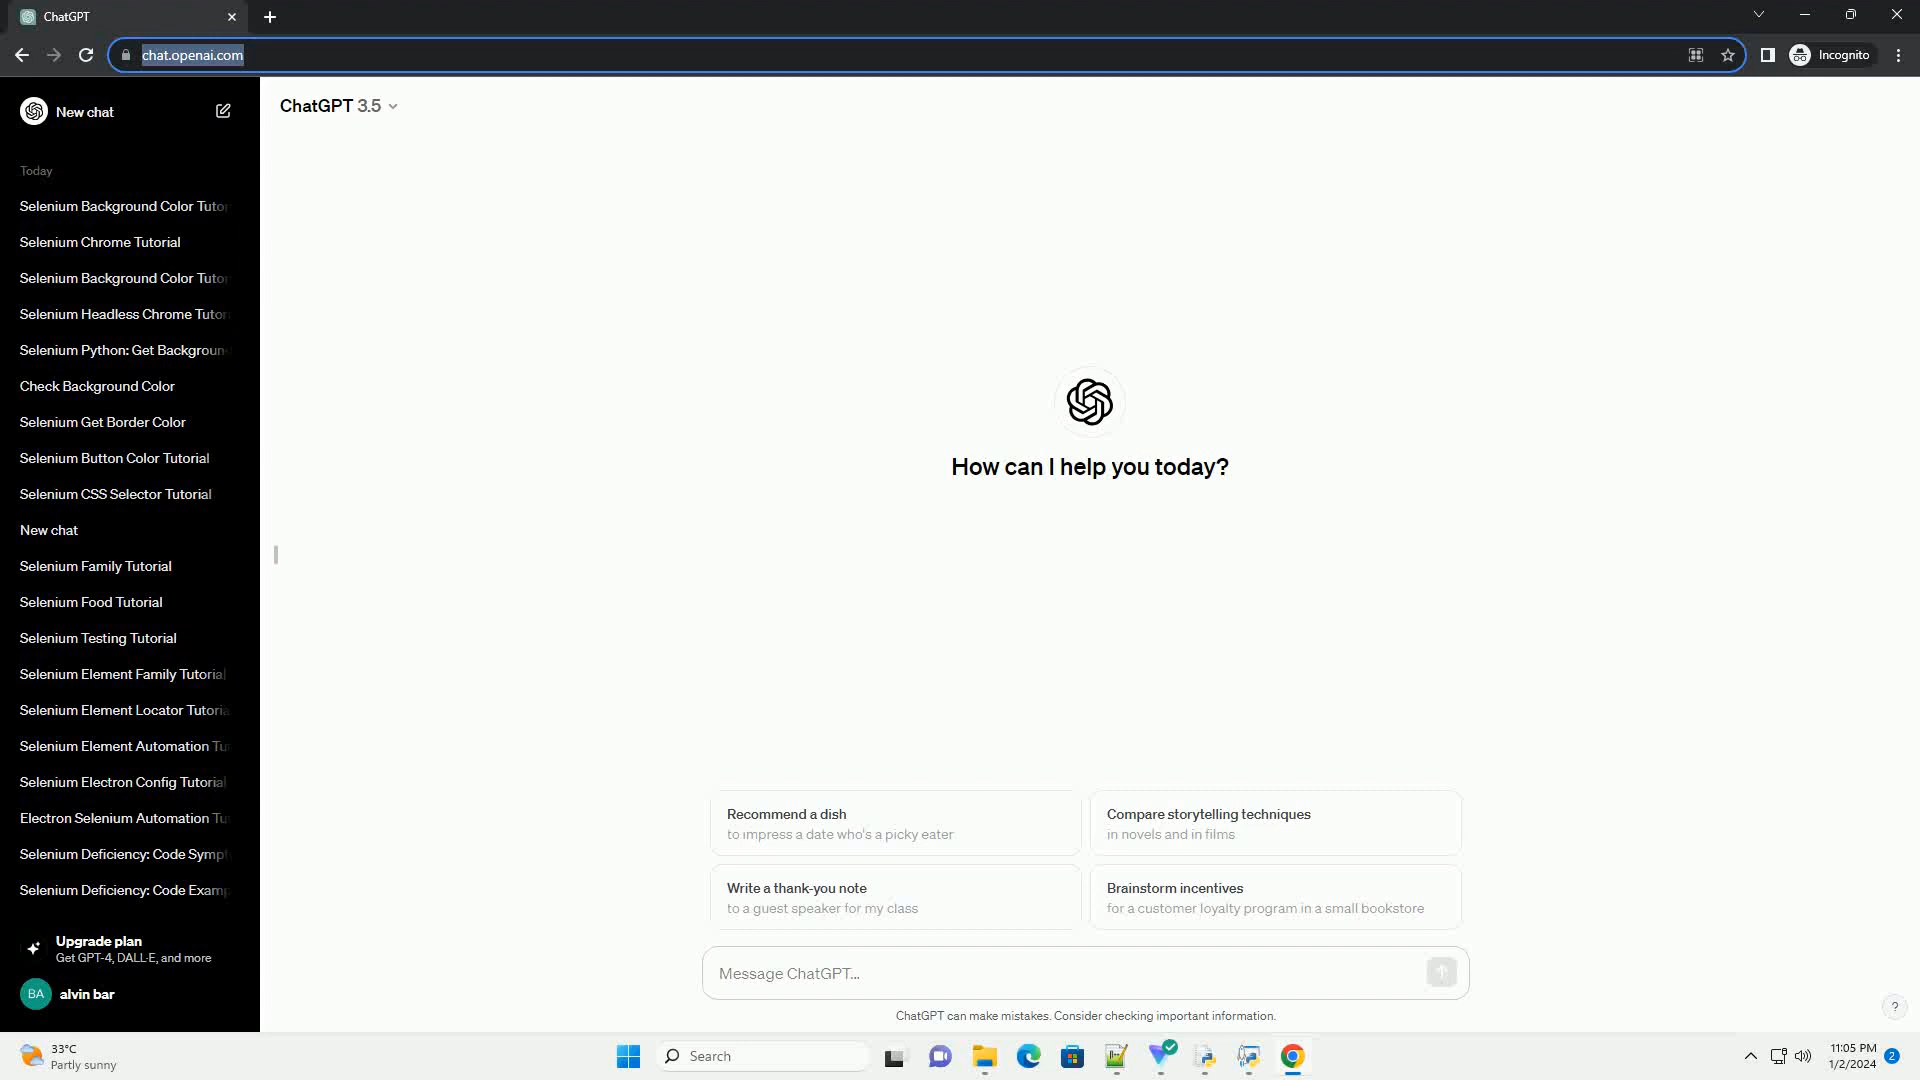 ChatGPT
chat.openai.com
Incognito
New chat
ChatGPT 3.5
Today
Selenium Background Color Tutor
Selenium Chrome Tutorial
Selenium Background Color Tutor
Selenium Headless Chrome Tutor
Selenium Python: Get Backgroun
Check Background Color
Selenium Get Border Color
Selenium Button Color Tutorial
Selenium CSS Selector Tutorial
New chat
Selenium Family Tutorial
Selenium Food Tutorial
Selenium Testing Tutorial
Selenium Element Family Tutorial
Selenium Element Locator Tutoria
Selenium Element Automation Tu
Selenium Electron Config Tutorial
Electron Selenium Automation Tu
Selenium Deficiency: Code Sympt
Selenium Deficiency: Code Examp
Upgrade plan
Get GPT-4, DALL·E, and more
BA
alvin bar
How can I help you today?
Recommend a dish
to impress a date who's a picky eater
Compare storytelling techniques
in novels and in films
Write a thank-you note
to a guest speaker for my class
Brainstorm incentives
for a customer loyalty program in a small bookstore
Message ChatGPT...
ChatGPT can make mistakes. Consider checking important information.
?
33°C
Partly sunny
Search
11:05 PM
1/2/2024
2